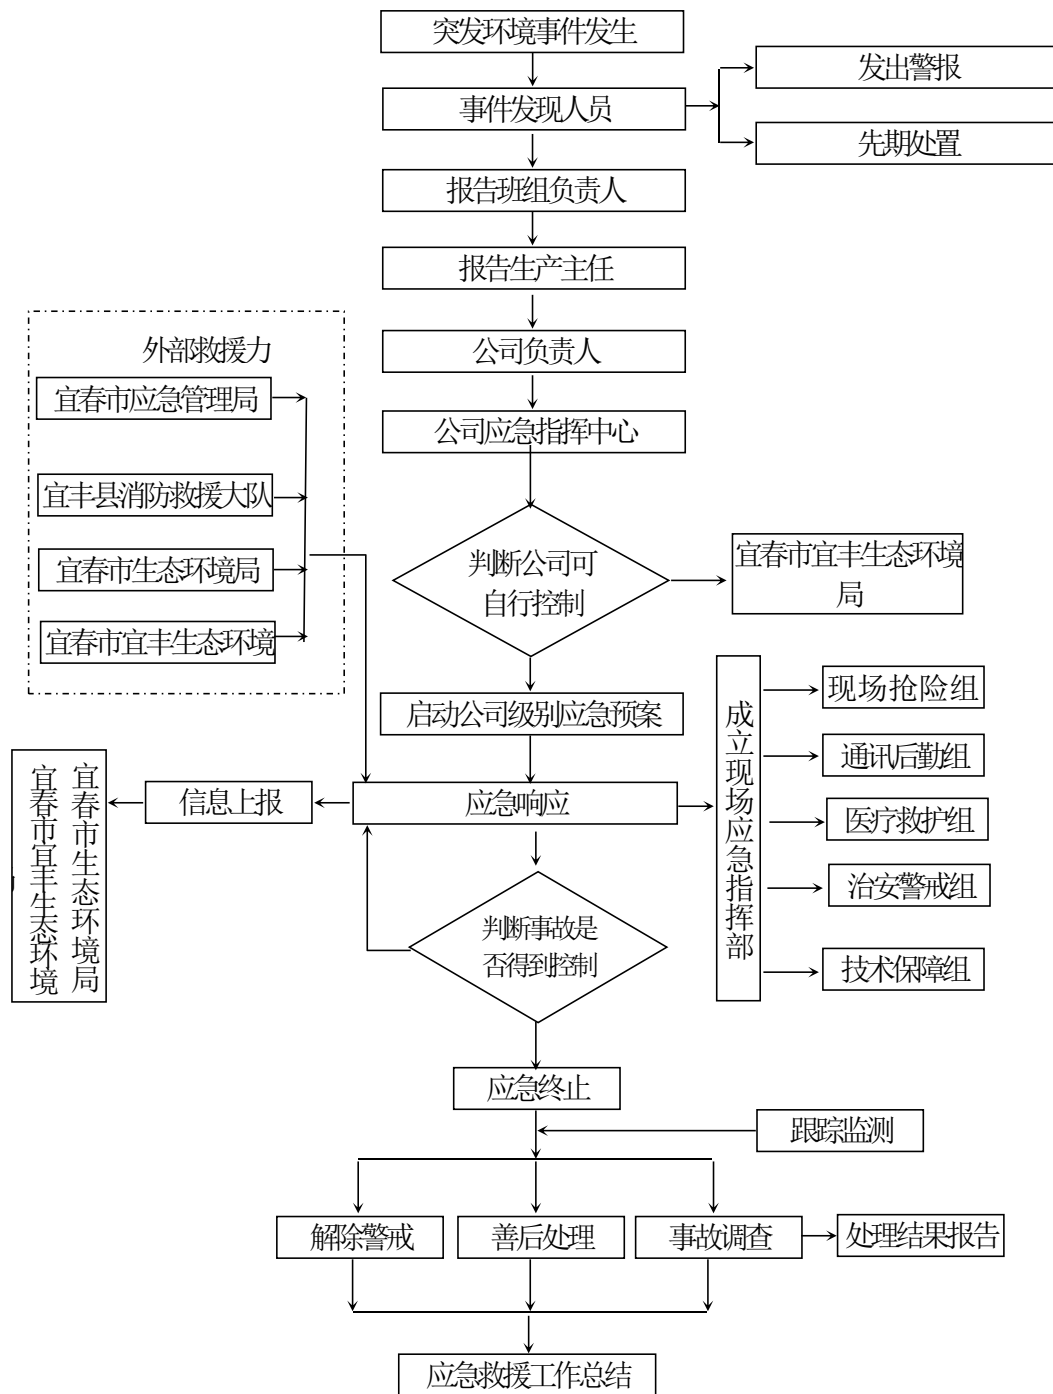 突发环境事件发生
发出警报
事件发现人员
先期处置
报告班组负责人
报告生产主任
外部救援力
公司负责人
宜春市应急管理局
公司应急指挥中心
宜丰县消防救援大队
宜春市生态环境局
宜春市宜丰生态环境
判断公司可
自行控制
宜春市宜丰生态环境
局
启动公司级别应急预案
成立现场应急指挥部
现场抢险组
通讯后勤组
医疗救护组
治安警戒组
技术保障组
应急响应
信息上报
宜春市生态环境局
宜春市宜丰生态环境
判断事故是
否得到控制
应急终止
跟踪监测
解除警戒
善后处理
事故调查
处理结果报告
应急救援工作总结